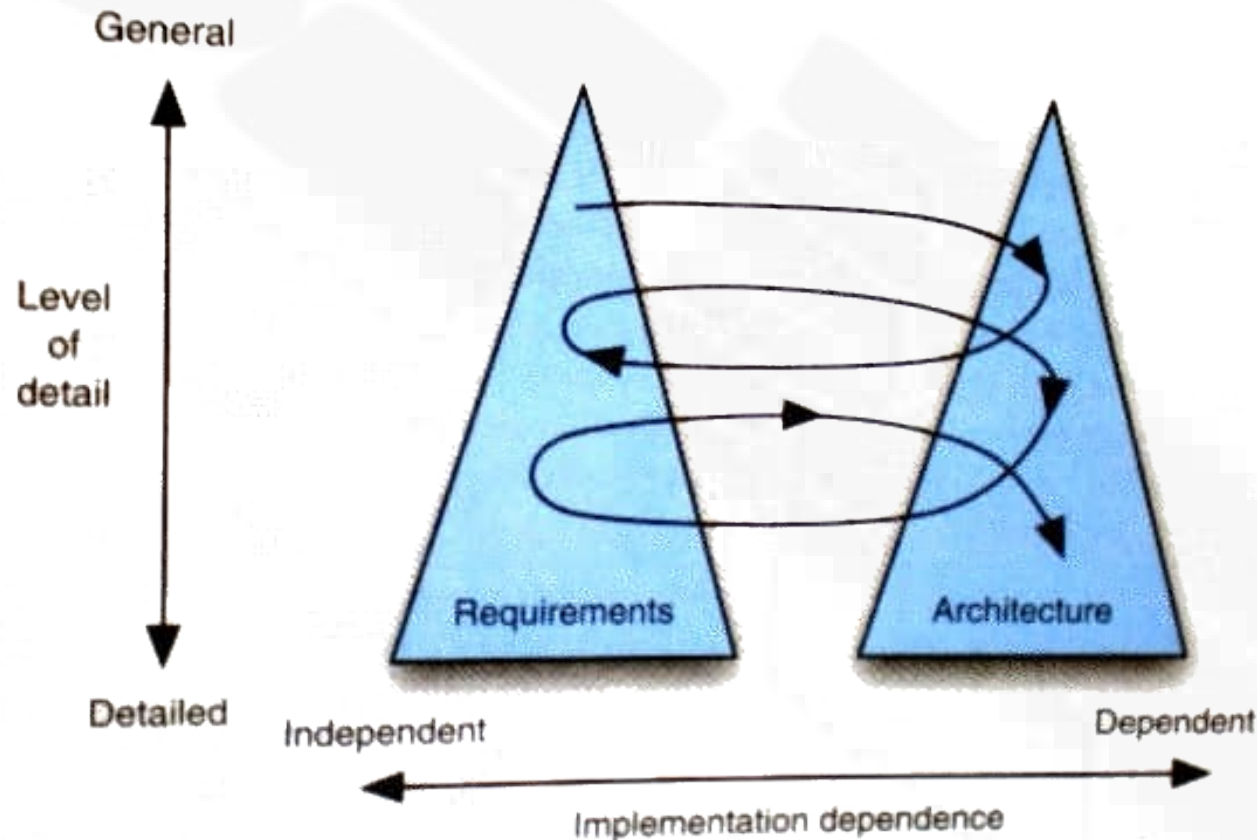 General
Level
of
detail
Requirements
Architecture
Detailed
Independent
Dependent
Implementation dependence